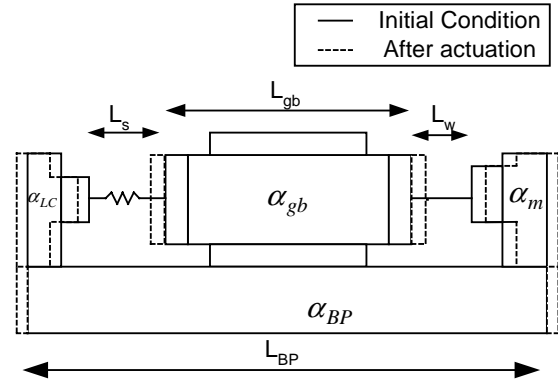 Initial Condition
After actuation
L_gb
L_s
L_w
α_LC
α_gb
α_m
α_BP
L_BP